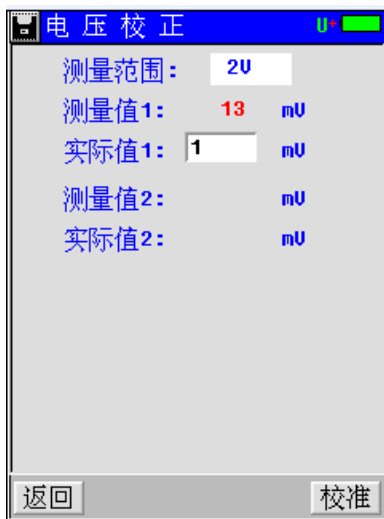 电压校正 U+
测量范围: 2V
测量值1: 13 mV
实际值1: 1 mV
测量值2: mV
实际值2: mV
返回 校准